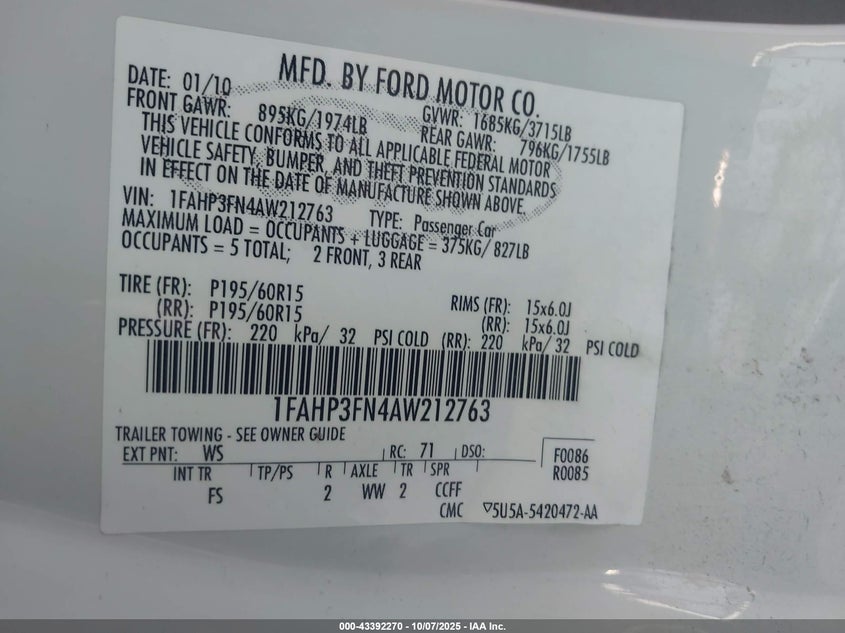 MFD. BY FORD MOTOR CO.
DATE: 01/10 GVWR: 1685KG/3715LB
FRONT GAWR: 895KG/1974LB REAR GAWR: 796KG/1755LB
THIS VEHICLE CONFORMS TO ALL APPLICABLE FEDERAL MOTOR
VEHICLE SAFETY, BUMPER, AND THEFT PREVENTION STANDARDS
IN EFFECT ON THE DATE OF MANUFACTURE SHOWN ABOVE.
VIN: 1FAHP3FN4AW212763 TYPE: Passenger Car
MAXIMUM LOAD = OCCUPANTS + LUGGAGE = 375KG/ 827LB
OCCUPANTS = 5 TOTAL; 2 FRONT, 3 REAR
TIRE (FR): P195/60R15 RIMS (FR): 15x6.0J
(RR): P195/60R15 (RR): 15x6.0J
PRESSURE (FR): 220 kPa/ 32 PSI COLD (RR): 220 kPa/ 32 PSI COLD
1FAHP3FN4AW212763
TRAILER TOWING - SEE OWNER GUIDE
EXT PNT: WS RC: 71 DSO: F0086
INT TR TP/PS R AXLE TR SPR R0085
FS 2 WW 2 CCFF
CMC ▽5U5A-5420472-AA
000-43392270 - 10/07/2025 - IAA Inc.